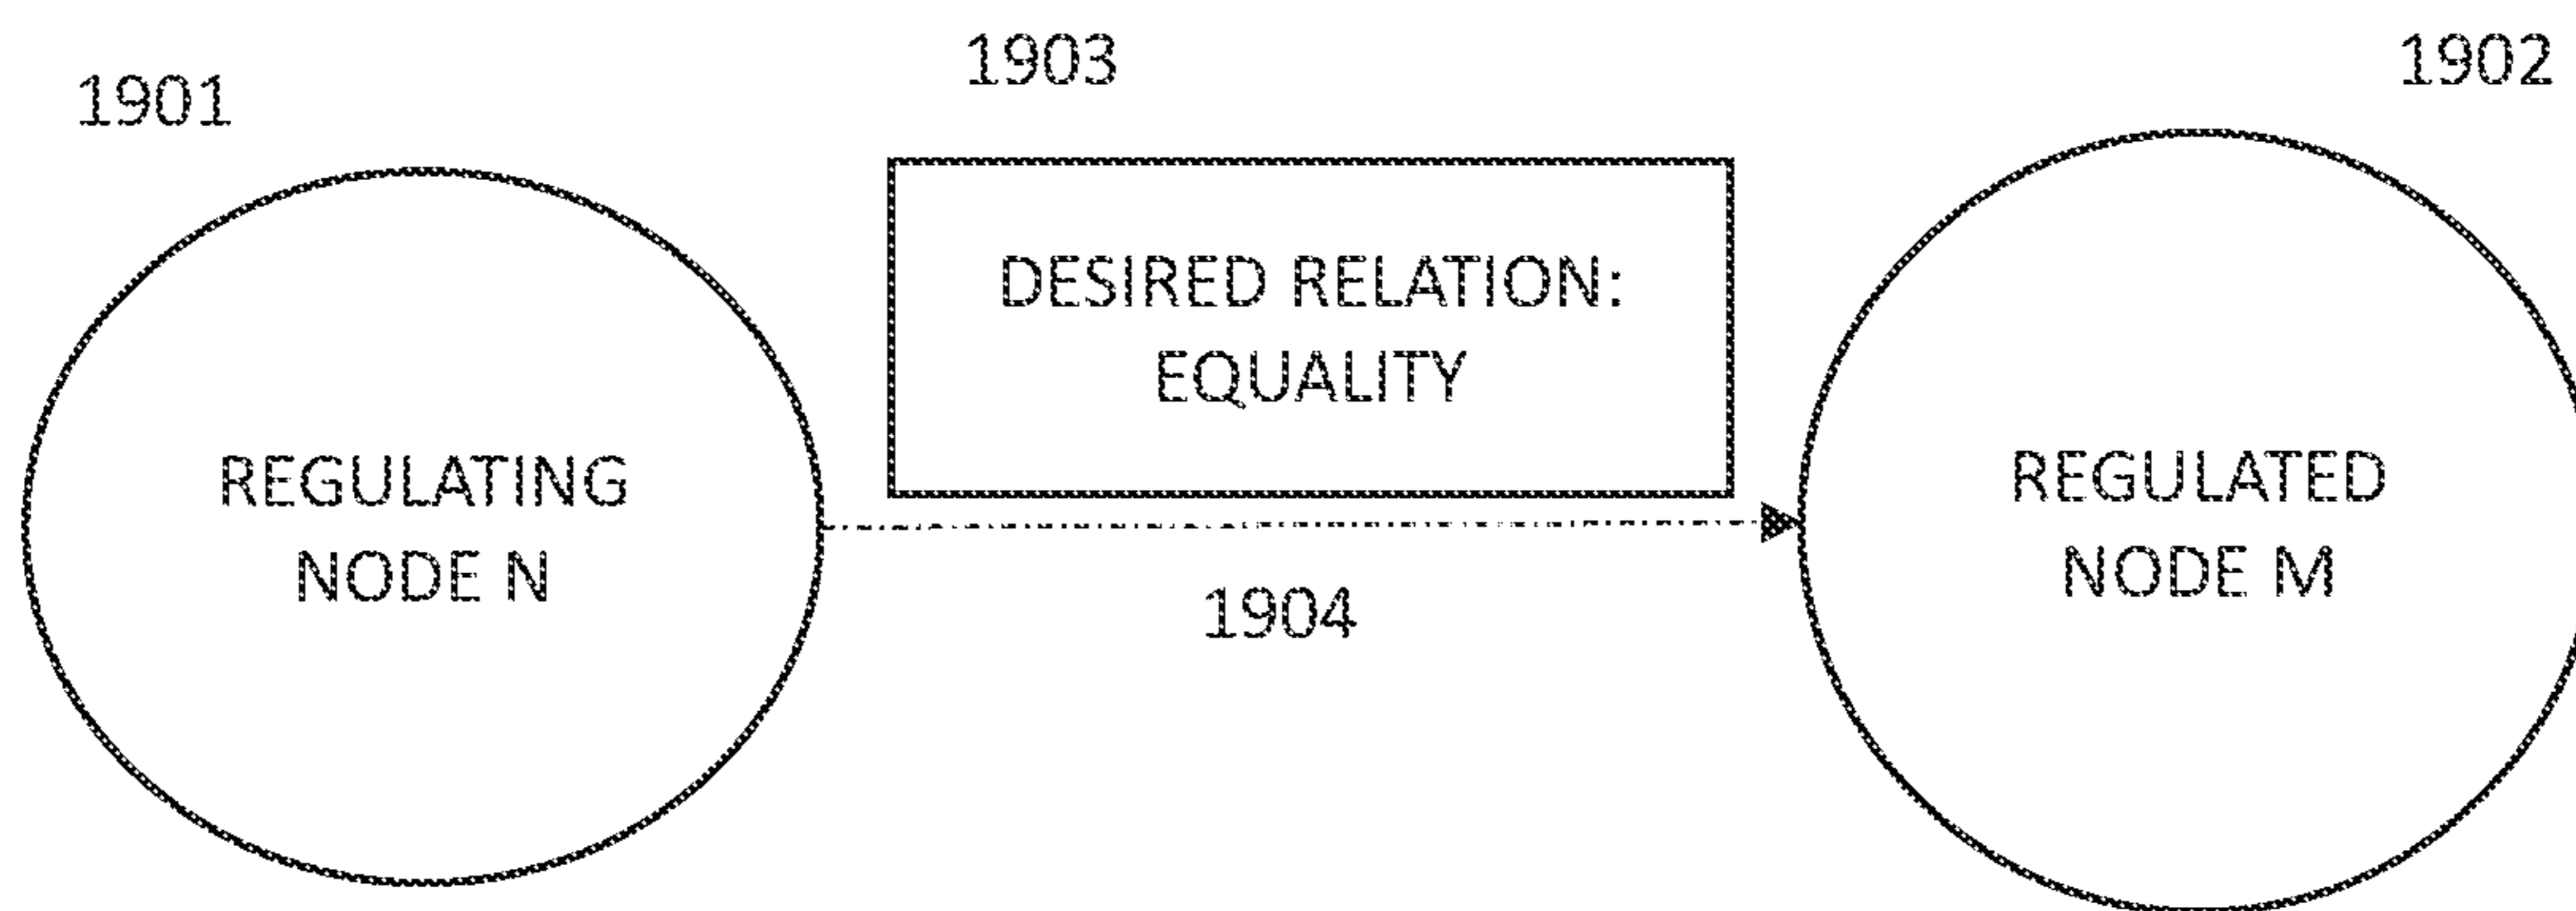 1903
1902
1901
DESIRED RELATION:
EQUALITY
REGULATING
NODE N
REGULATED
NODE M
1904